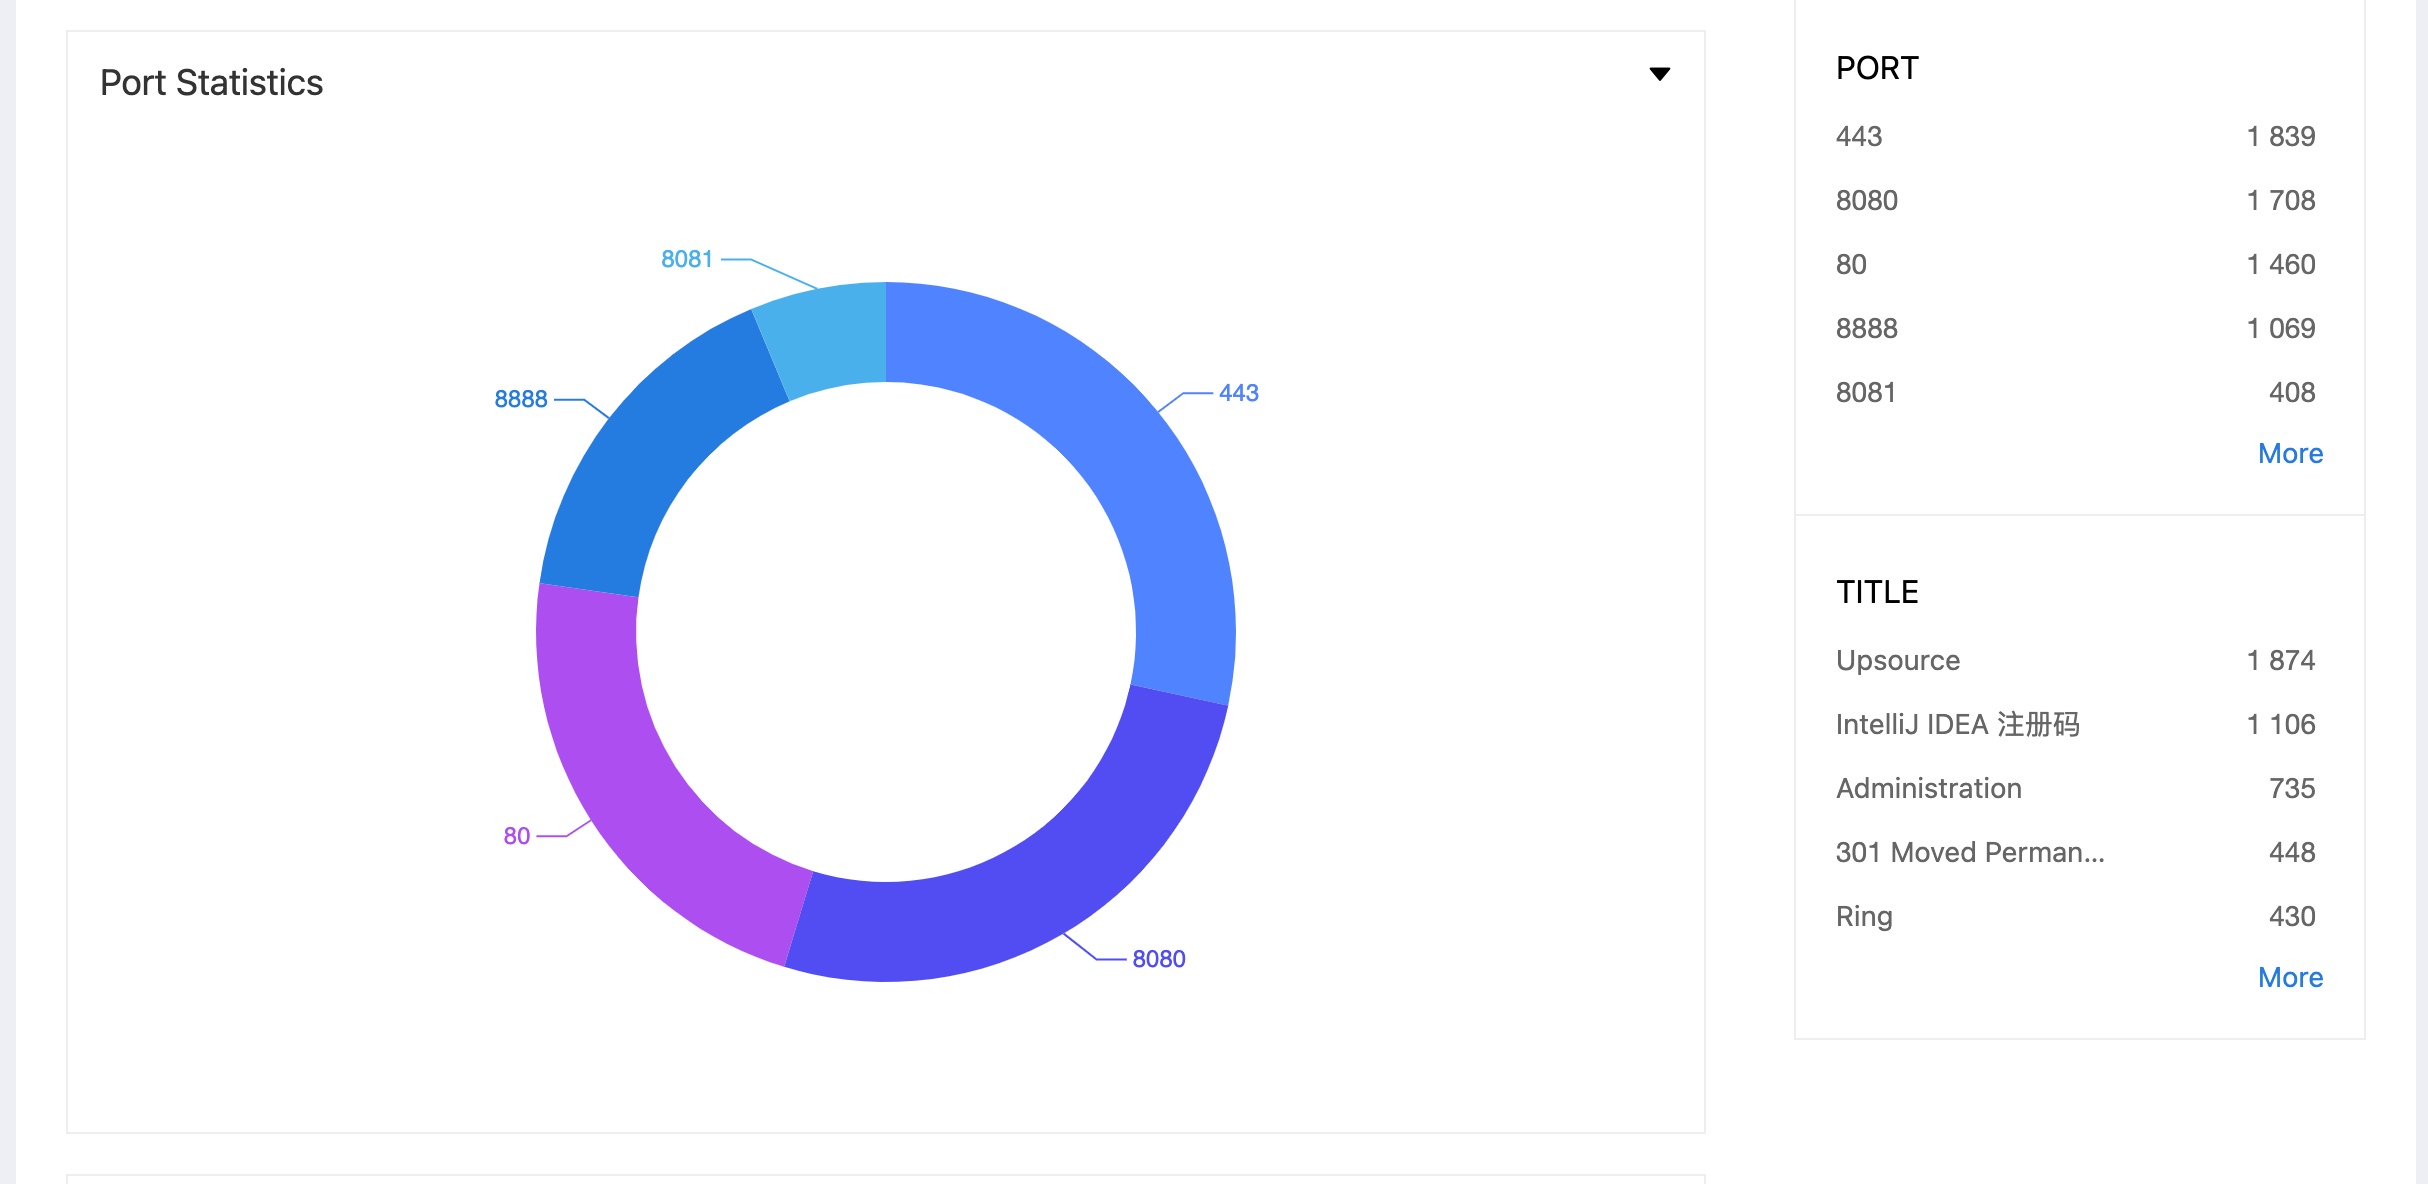 Port Statistics
8081
443
8888
80
8080
PORT
443 1 839
8080 1 708
80 1 460
8888 1 069
8081 408
More
TITLE
Upsource 1 874
IntelliJ IDEA 注册码 1 106
Administration 735
301 Moved Perman... 448
Ring 430
More